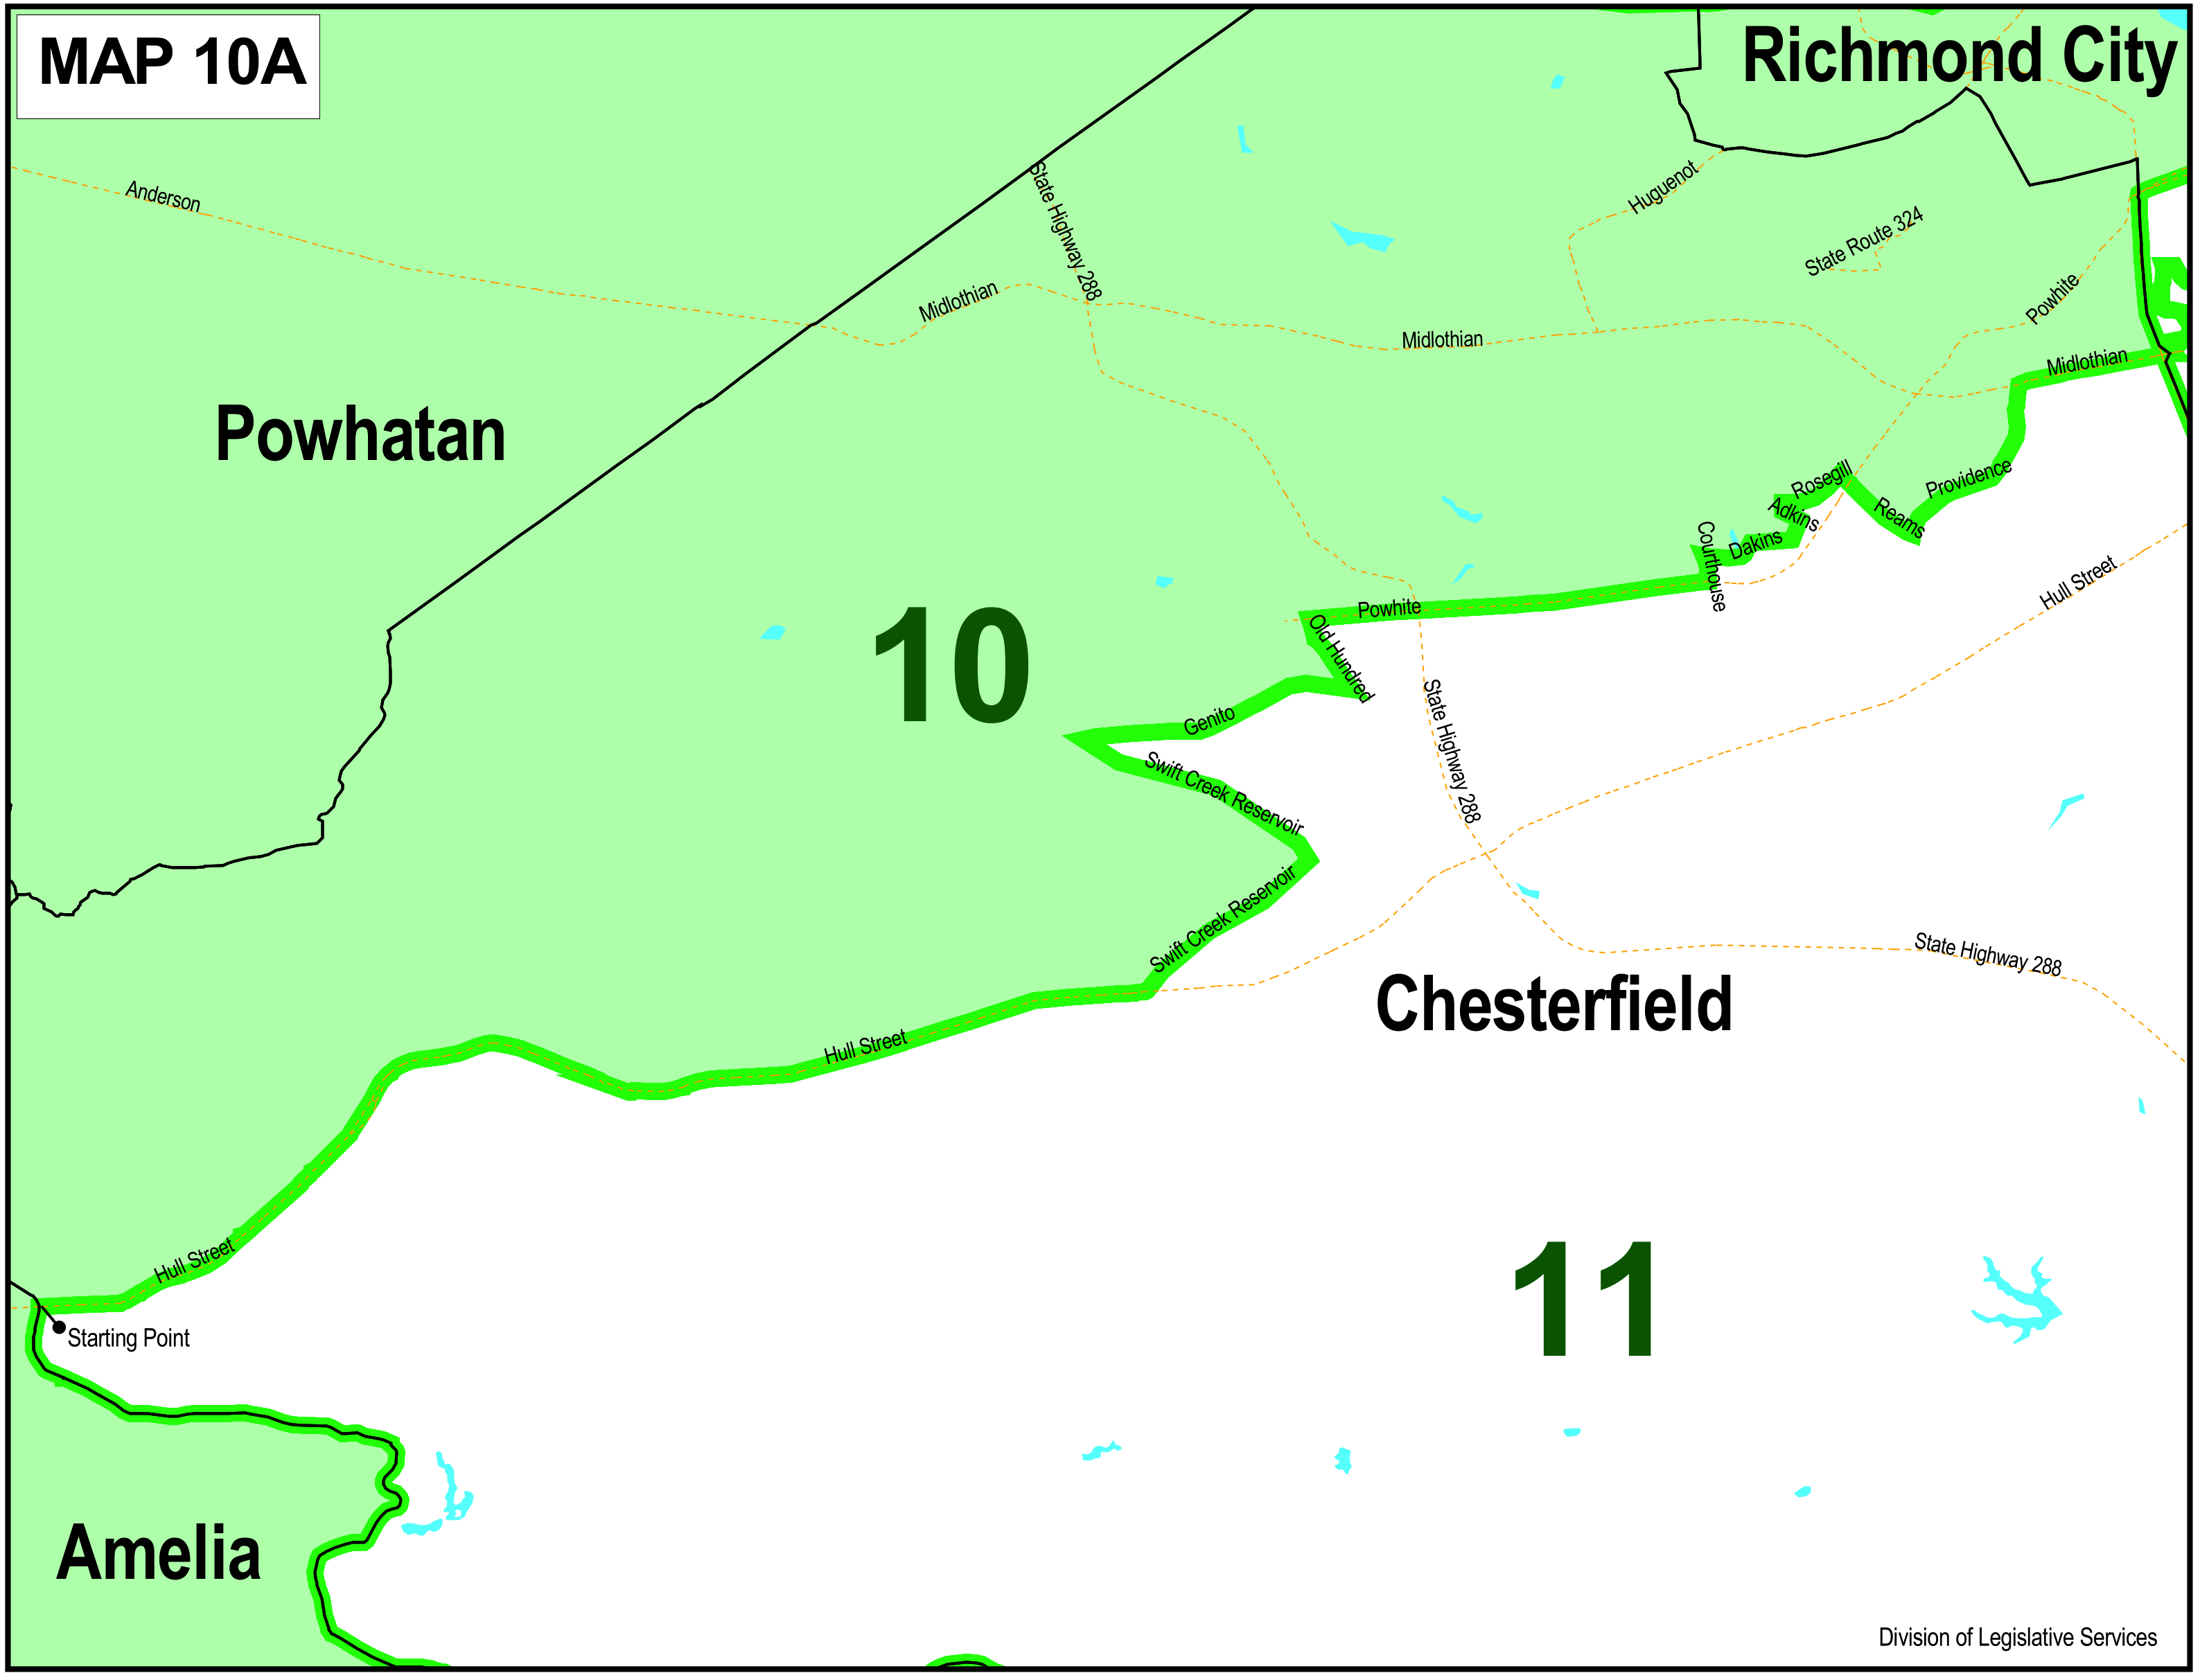 MAP 10A
Richmond City
Anderson
State Highway 288
Midlothian
Huguenot
State Route 324
Powhite
Midlothian
Midlothian
Powhatan
Rosegill
Adkins
Reams
Providence
Courthouse
Dakins
Hull Street
10
Powhite
Old Hundred
Genito
State Highway 288
Swift Creek Reservoir
Swift Creek Reservoir
State Highway 288
Chesterfield
Hull Street
Hull Street
11
Starting Point
Amelia
Division of Legislative Services